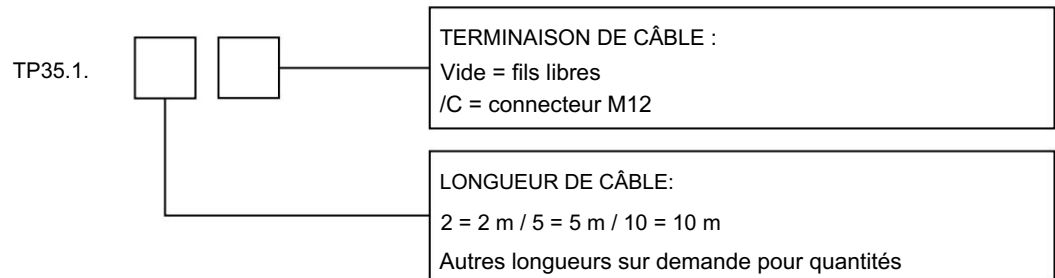 TP35.1.
TERMINAISON DE CÂBLE :
Vide = fils libres
/C = connecteur M12
LONGUEUR DE CÂBLE:
2 = 2 m / 5 = 5 m / 10 = 10 m
Autres longueurs sur demande pour quantités